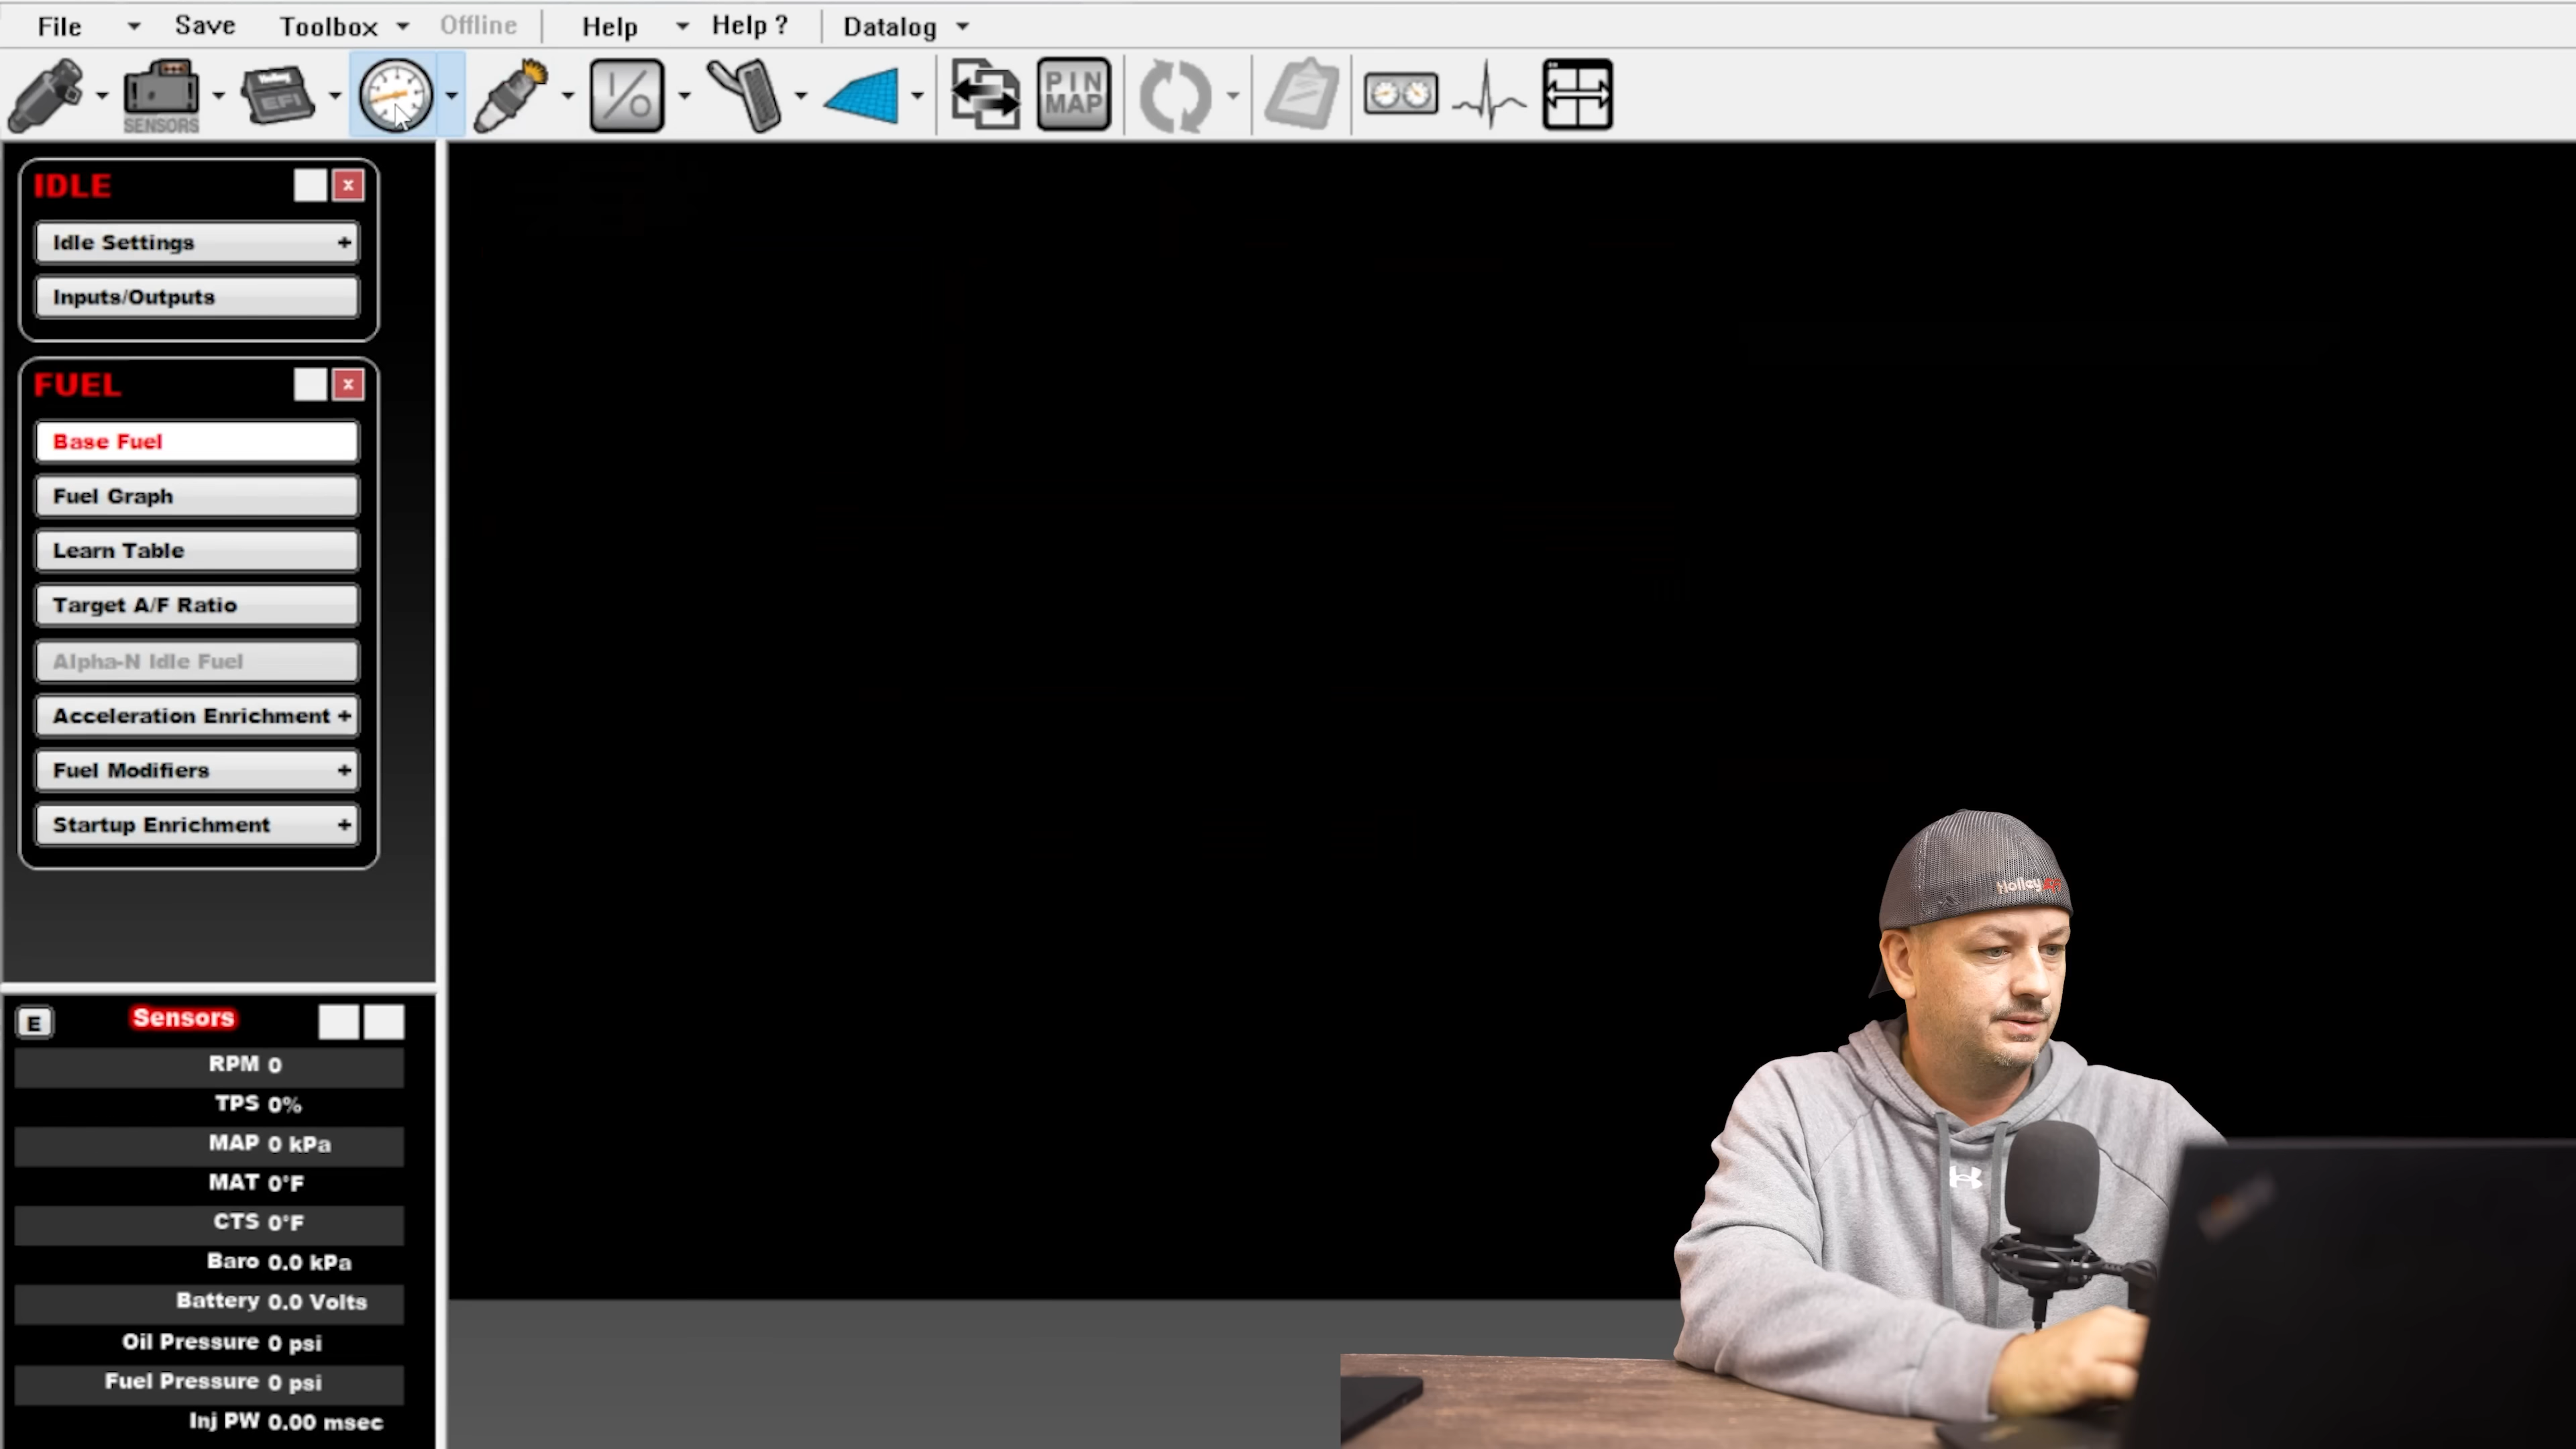 File Save Toolbox Offline Help Help ? Datalog
SENSORS
Holley
EFI
I/O
PIN
MAP
IDLE
Idle Settings +
Inputs/Outputs
FUEL
Base Fuel
Fuel Graph
Learn Table
Target A/F Ratio
Alpha-N Idle Fuel
Acceleration Enrichment +
Fuel Modifiers +
Startup Enrichment +
E Sensors
RPM 0
TPS 0%
MAP 0 kPa
MAT 0°F
CTS 0°F
Baro 0.0 kPa
Battery 0.0 Volts
Oil Pressure 0 psi
Fuel Pressure 0 psi
Inj PW 0.00 msec
Holley